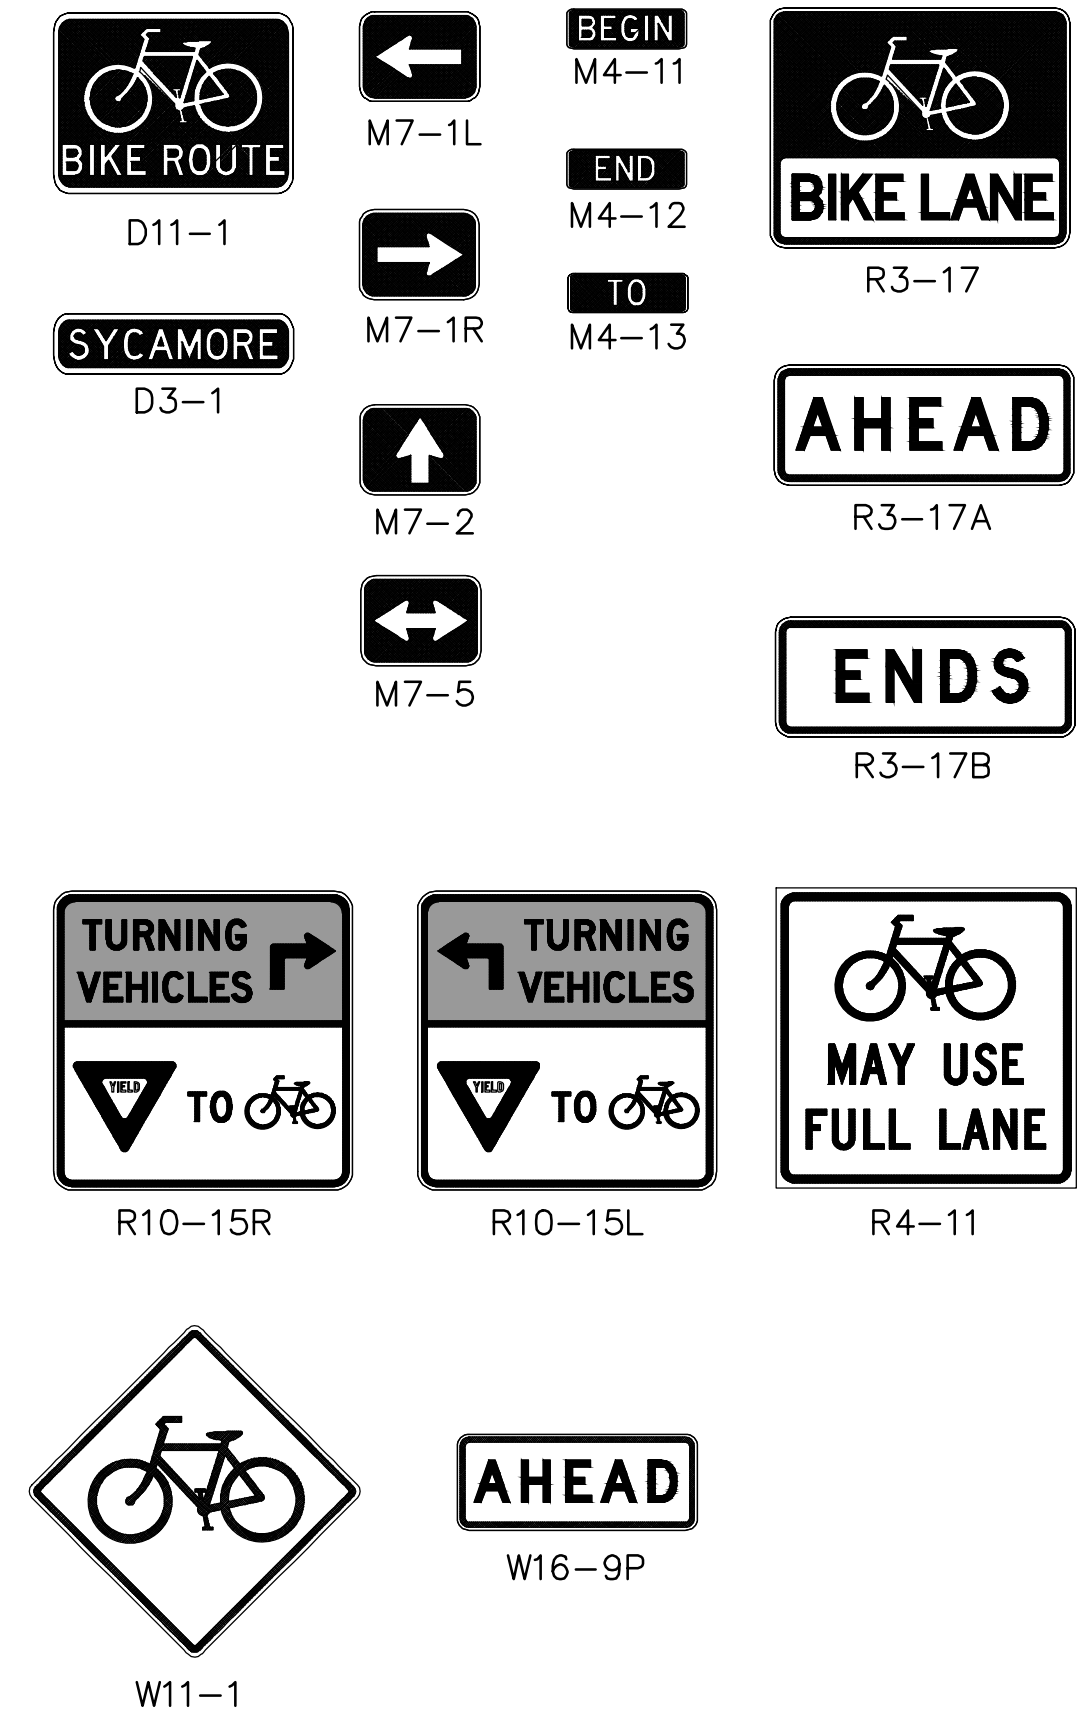 BIKE ROUTE
D11-1
SYCAMORE
D3-1
M7-1L
M7-1R
M7-2
M7-5
BEGIN
M4-11
END
M4-12
TO
M4-13
BIKE LANE
R3-17
AHEAD
R3-17A
ENDS
R3-17B
TURNING
VEHICLES
YIELD
TO
R10-15R
TURNING
VEHICLES
YIELD
TO
R10-15L
MAY USE
FULL LANE
R4-11
W11-1
AHEAD
W16-9P